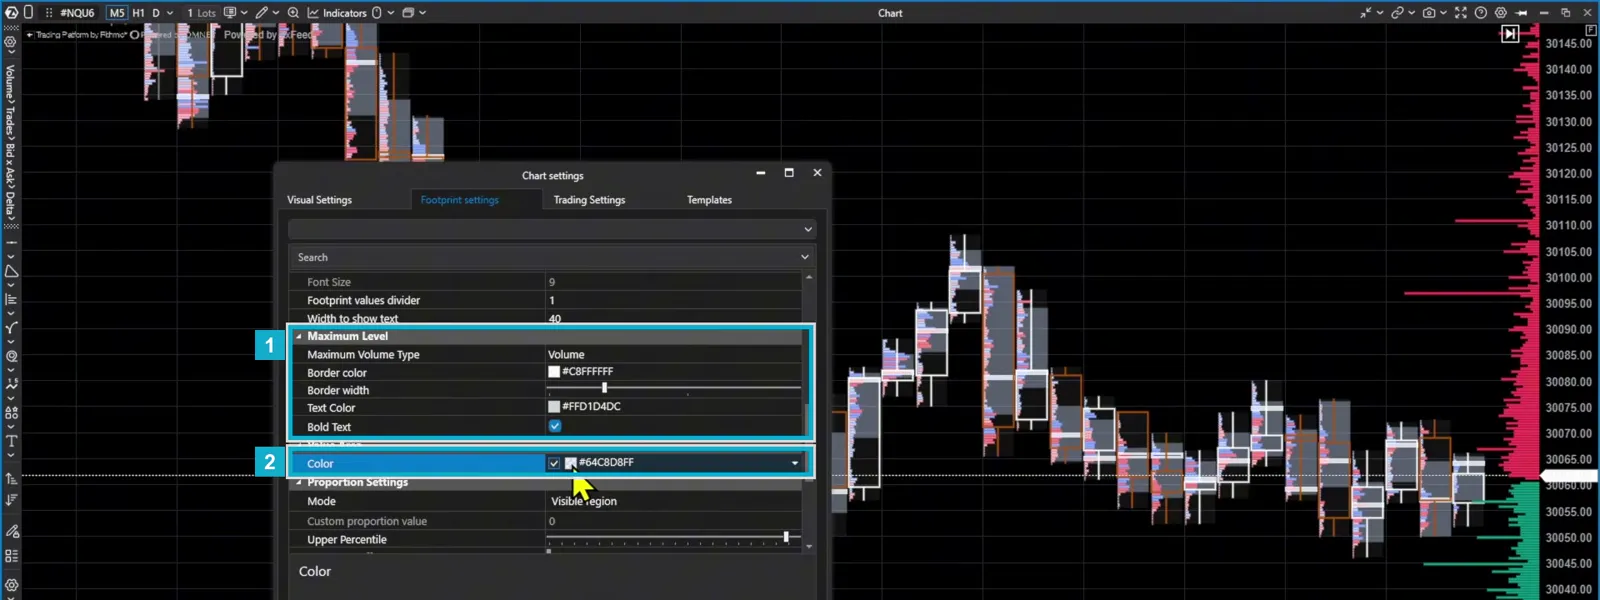 #NQU6 M5 H1 D 1 Lots Indicators Chart
Trading Platform by Rithmic® Powered by
Volume Trades Bid x Ask Delta
30145.00
30140.00
30135.00
30130.00
30125.00
30120.00
30115.00
30110.00
30105.00
30100.00
30095.00
30090.00
30085.00
30080.00
30075.00
30070.00
30065.00
30060.00
30055.00
30050.00
30045.00
30040.00
Chart settings
Visual Settings Footprint settings Trading Settings Templates
Search
Font Size 9
Footprint values divider 1
Width to show text 40
1 Maximum Level
Maximum Volume Type Volume
Border color #C8FFFFFF
Border width
Text Color #FFD1D4DC
Bold Text
2 Color #64C8D8FF
Proportion Settings
Mode Visible region
Custom proportion value 0
Upper Percentile
Color